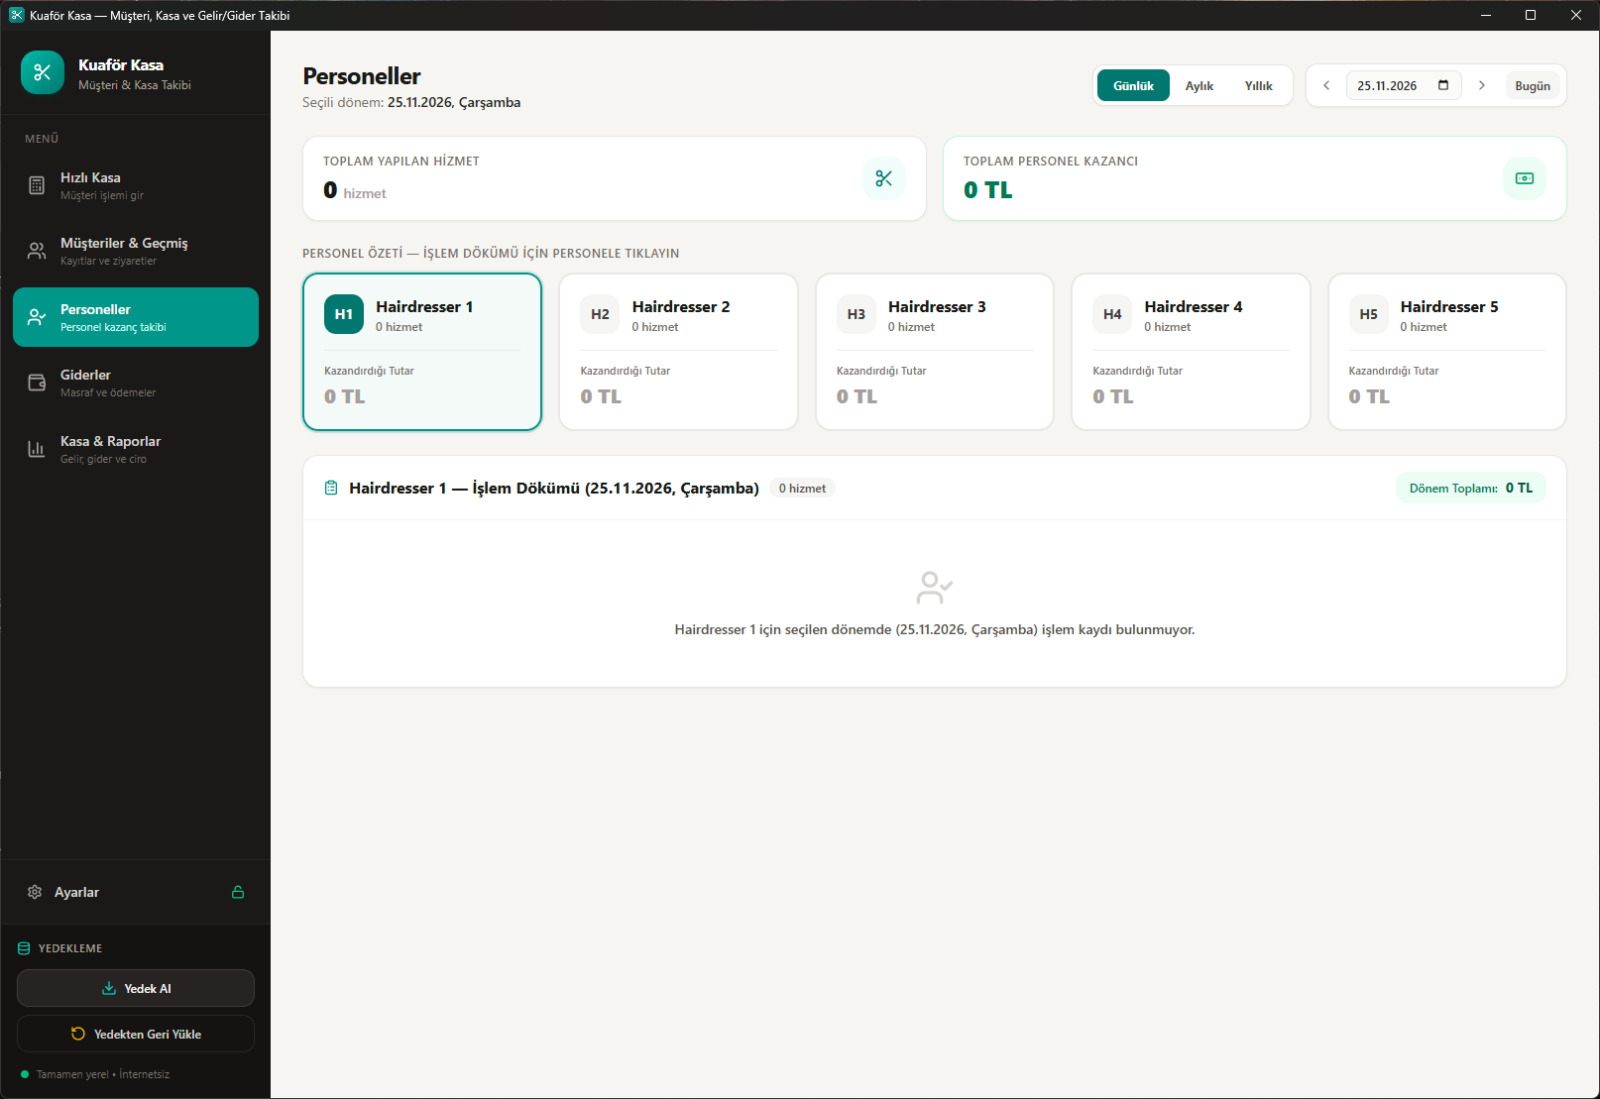 Kuaför Kasa — Müşteri, Kasa ve Gelir/Gider Takibi
Kuaför Kasa
Müşteri & Kasa Takibi
MENÜ
Hızlı Kasa
Müşteri işlemi gir
Müşteriler & Geçmiş
Kayıtlar ve ziyaretler
Personeller
Personel kazanç takibi
Giderler
Masraf ve ödemeler
Kasa & Raporlar
Gelir, gider ve ciro
Ayarlar
YEDEKLEME
Yedek Al
Yedekten Geri Yükle
Tamamen yerel • İnternetsiz
Personeller
Seçili dönem: 25.11.2026, Çarşamba
Günlük Aylık Yıllık
25.11.2026
Bugün
TOPLAM YAPILAN HİZMET
0 hizmet
TOPLAM PERSONEL KAZANCI
0 TL
PERSONEL ÖZETİ — İŞLEM DÖKÜMÜ İÇİN PERSONELE TIKLAYIN
H1
Hairdresser 1
0 hizmet
Kazandırdığı Tutar
0 TL
H2
Hairdresser 2
0 hizmet
Kazandırdığı Tutar
0 TL
H3
Hairdresser 3
0 hizmet
Kazandırdığı Tutar
0 TL
H4
Hairdresser 4
0 hizmet
Kazandırdığı Tutar
0 TL
H5
Hairdresser 5
0 hizmet
Kazandırdığı Tutar
0 TL
Hairdresser 1 — İşlem Dökümü (25.11.2026, Çarşamba) 0 hizmet
Dönem Toplamı: 0 TL
Hairdresser 1 için seçilen dönemde (25.11.2026, Çarşamba) işlem kaydı bulunmuyor.